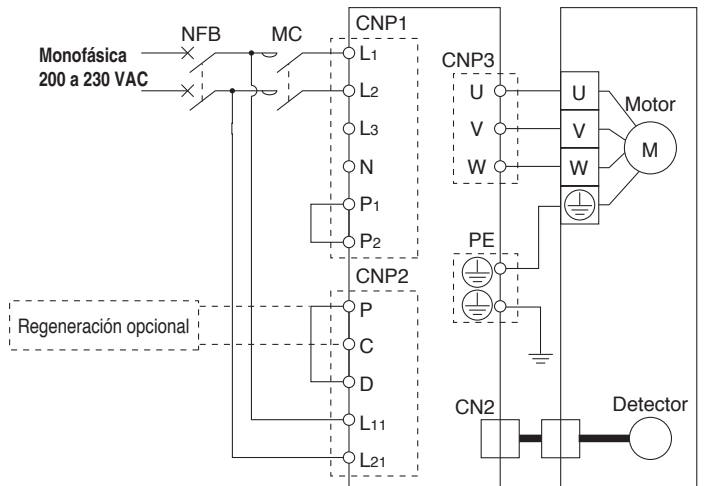 NFB
MC
CNP1
Monofásica
200 a 230 VAC
L1
L2
L3
N
P1
P2
CNP3
U
V
W
U
V
W
Motor
M
PE
CNP2
P
C
D
L11
L21
Regeneración opcional
CN2
Detector